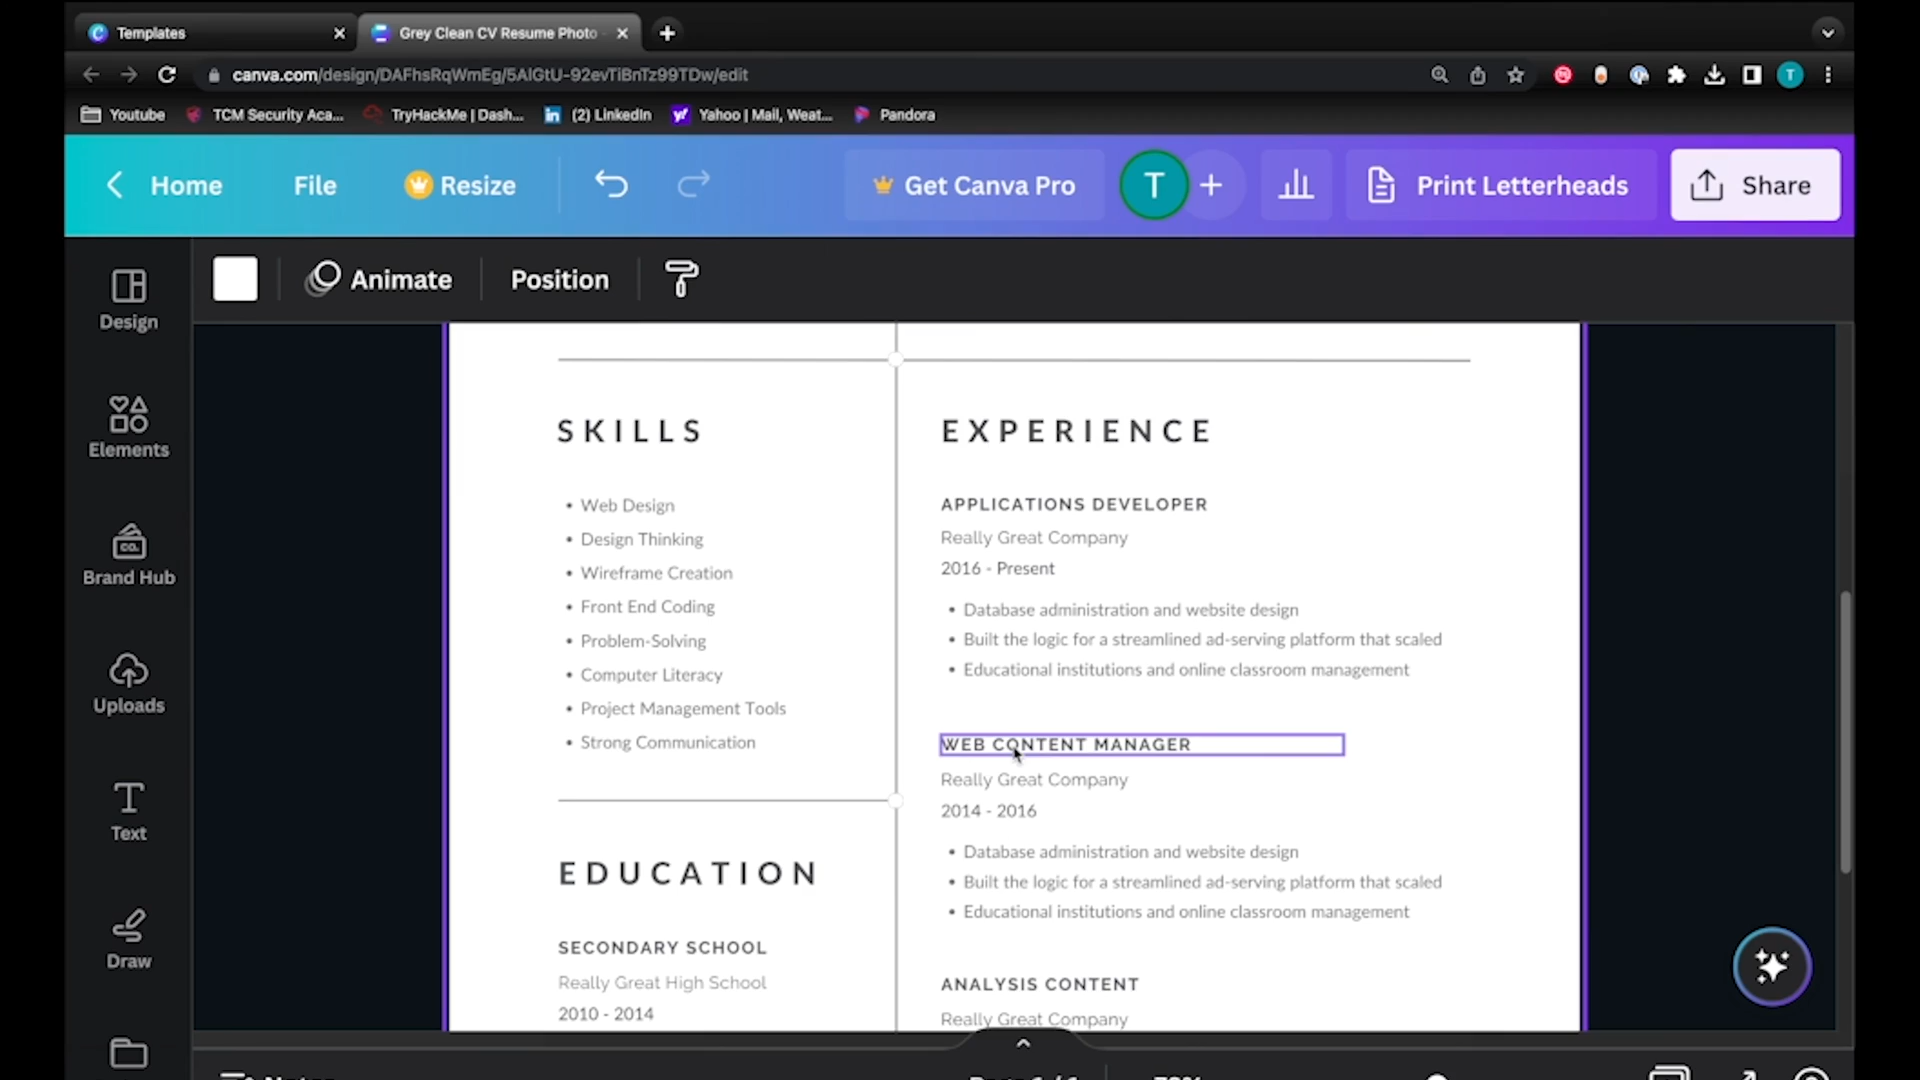 Templates
Grey Clean CV Resume Photo -
canva.com/design/DAFhsRqWmEg/5AlGtU-92evTiBnTz99TDw/edit
T
Youtube
TCM Security Aca...
TryHackMe | Dash...
(2) LinkedIn
Yahoo | Mail, Weat...
Pandora
Home
File
Resize
Get Canva Pro
T
Print Letterheads
Share
Animate
Position
Design
Elements
CO.
Brand Hub
Uploads
Text
Draw
SKILLS
• Web Design
• Design Thinking
• Wireframe Creation
• Front End Coding
• Problem-Solving
• Computer Literacy
• Project Management Tools
• Strong Communication
EDUCATION
SECONDARY SCHOOL
Really Great High School
2010 - 2014
EXPERIENCE
APPLICATIONS DEVELOPER
Really Great Company
2016 - Present
• Database administration and website design
• Built the logic for a streamlined ad-serving platform that scaled
• Educational institutions and online classroom management
WEB CONTENT MANAGER
Really Great Company
2014 - 2016
• Database administration and website design
• Built the logic for a streamlined ad-serving platform that scaled
• Educational institutions and online classroom management
ANALYSIS CONTENT
Really Great Company